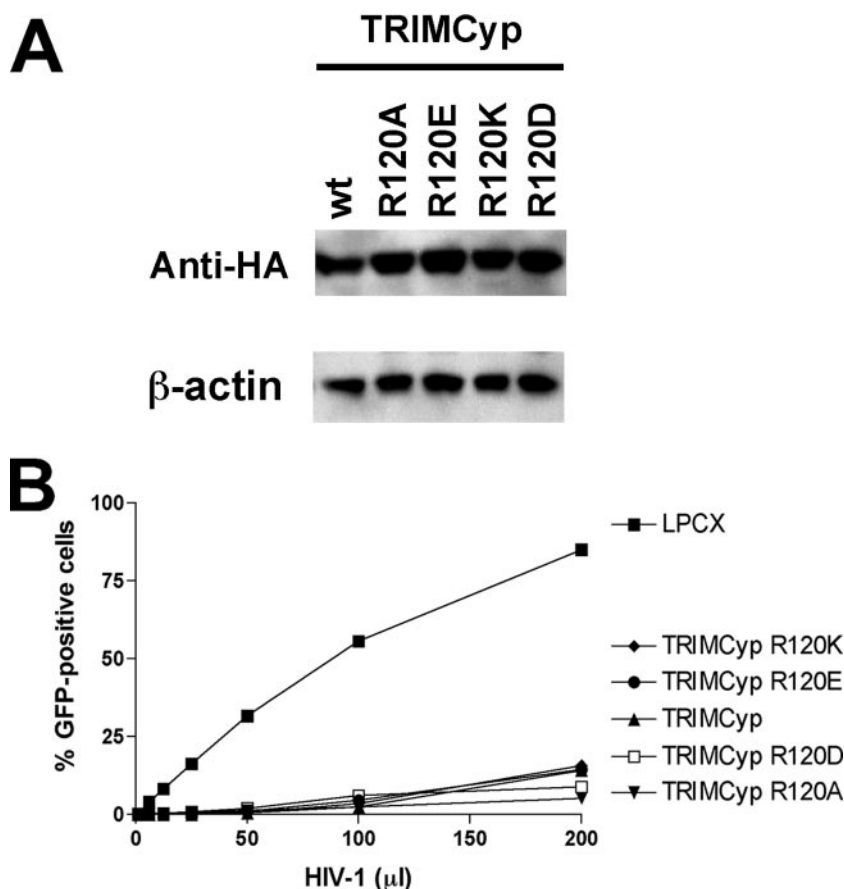 A
TRIMCyp
wt R120A R120E R120K R120D
Anti-HA
β-actin
B
% GFP-positive cells
100
75
50
25
0
0 50 100 150 200
HIV-1 (μl)
LPCX
TRIMCyp R120K
TRIMCyp R120E
TRIMCyp
TRIMCyp R120D
TRIMCyp R120A